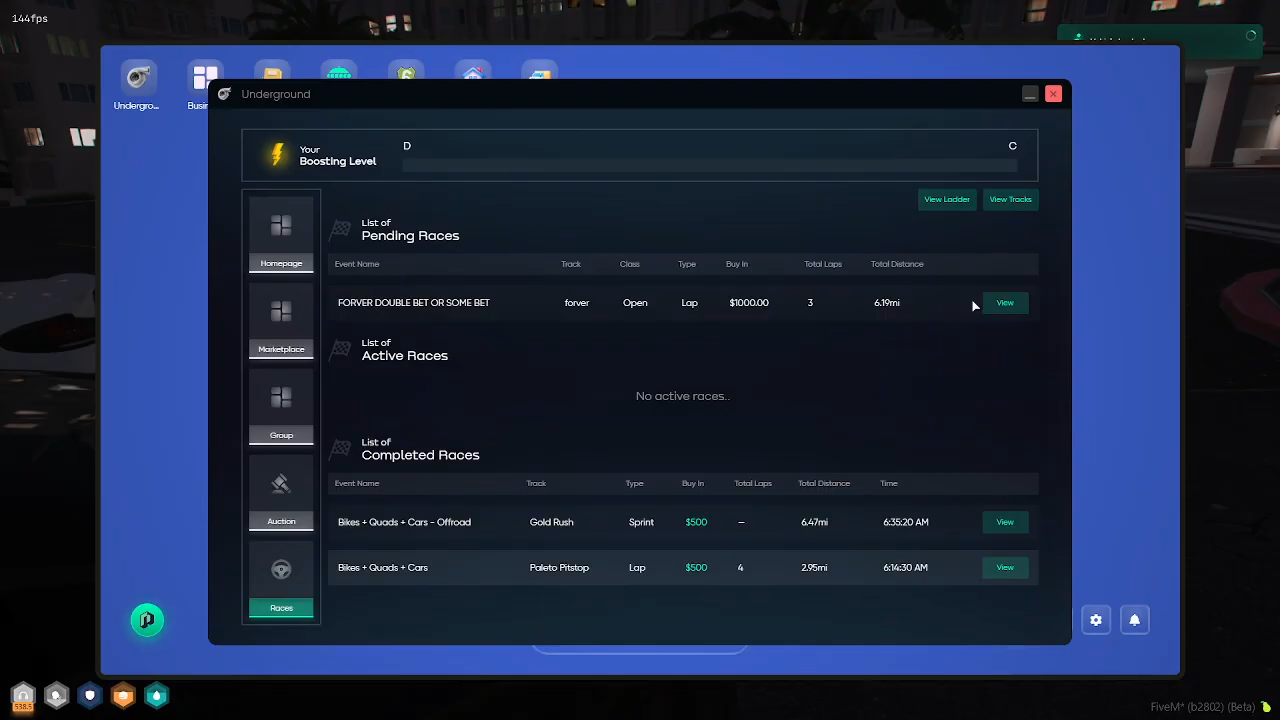 144fps
Undergro...
Busin
Underground
Your
Boosting Level
D
C
View Ladder
View Tracks
Homepage
Marketplace
Group
Auction
Races
List of
Pending Races
Event Name Track Class Type Buy In Total Laps Total Distance
FORVER DOUBLE BET OR SOME BET forver Open Lap $1000.00 3 6.19mi View
List of
Active Races
No active races..
List of
Completed Races
Event Name Track Type Buy In Total Laps Total Distance Time
Bikes + Quads + Cars - Offroad Gold Rush Sprint $500 – 6.47mi 6:35:20 AM View
Bikes + Quads + Cars Paleto Pitstop Lap $500 4 2.95mi 6:14:30 AM View
538.5
FiveM* (b2802) (Beta)